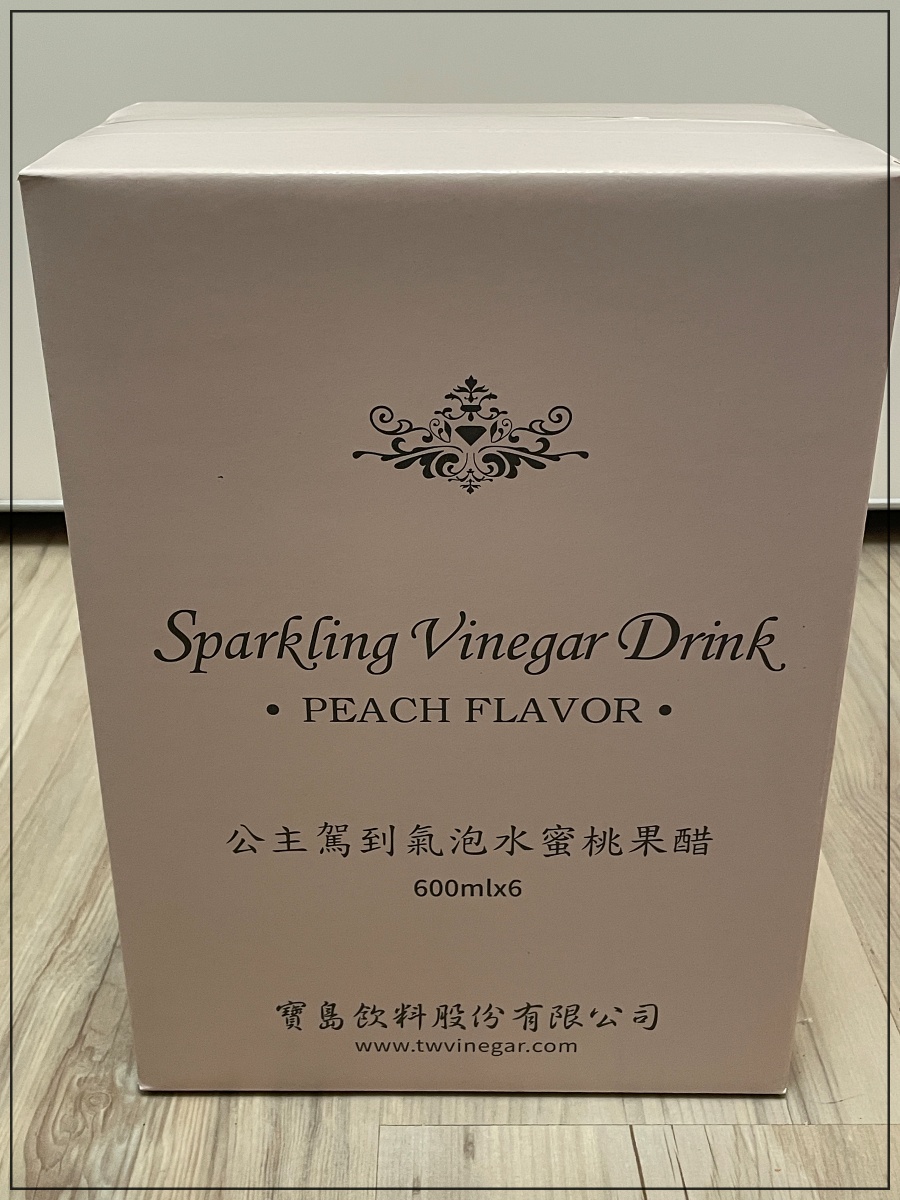 Sparkling Vinegar Drink
• PEACH FLAVOR •
公主駕到氣泡水蜜桃果醋
600mlx6
寶島飲料股份有限公司
www.twvinegar.com